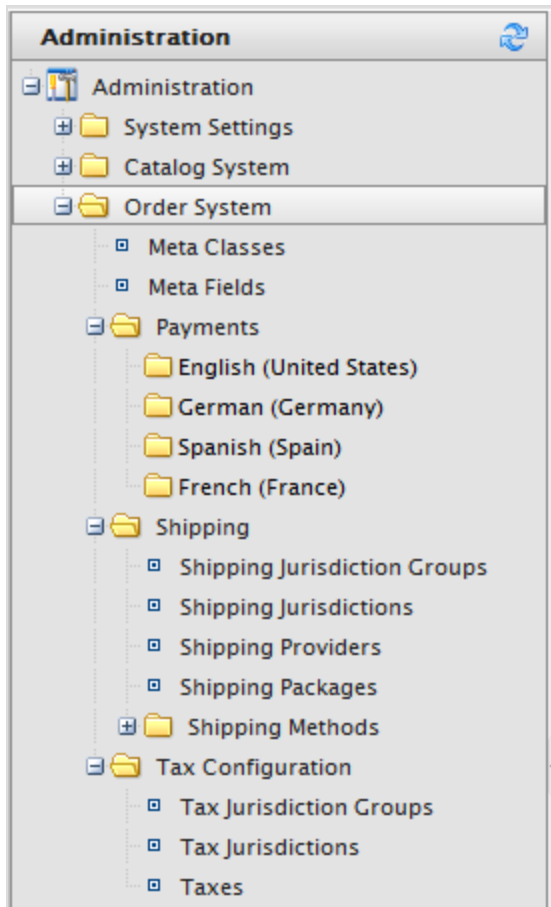 Administration
Administration
System Settings
Catalog System
Order System
Meta Classes
Meta Fields
Payments
English (United States)
German (Germany)
Spanish (Spain)
French (France)
Shipping
Shipping Jurisdiction Groups
Shipping Jurisdictions
Shipping Providers
Shipping Packages
Shipping Methods
Tax Configuration
Tax Jurisdiction Groups
Tax Jurisdictions
Taxes